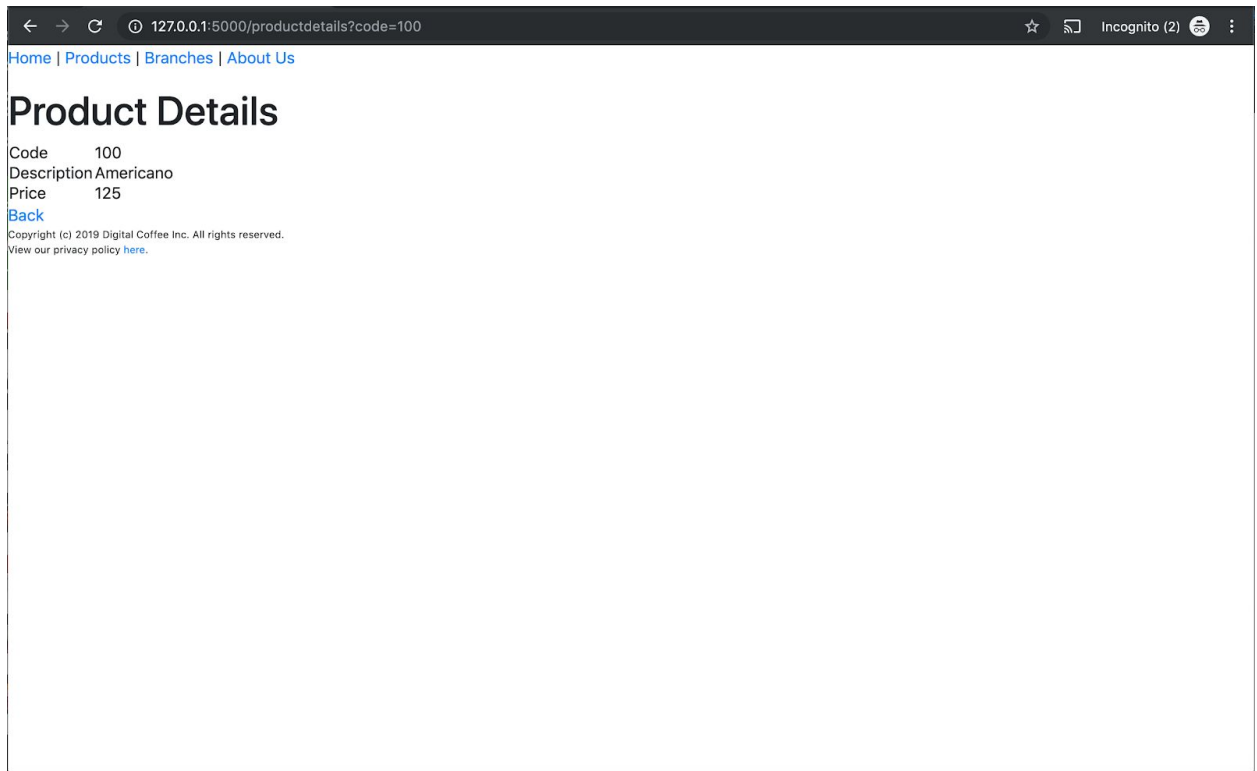 127.0.0.1:5000/productdetails?code=100 Incognito (2)
Home | Products | Branches | About Us
Product Details
Code 100
Description Americano
Price 125
Back
Copyright (c) 2019 Digital Coffee Inc. All rights reserved.
View our privacy policy here.